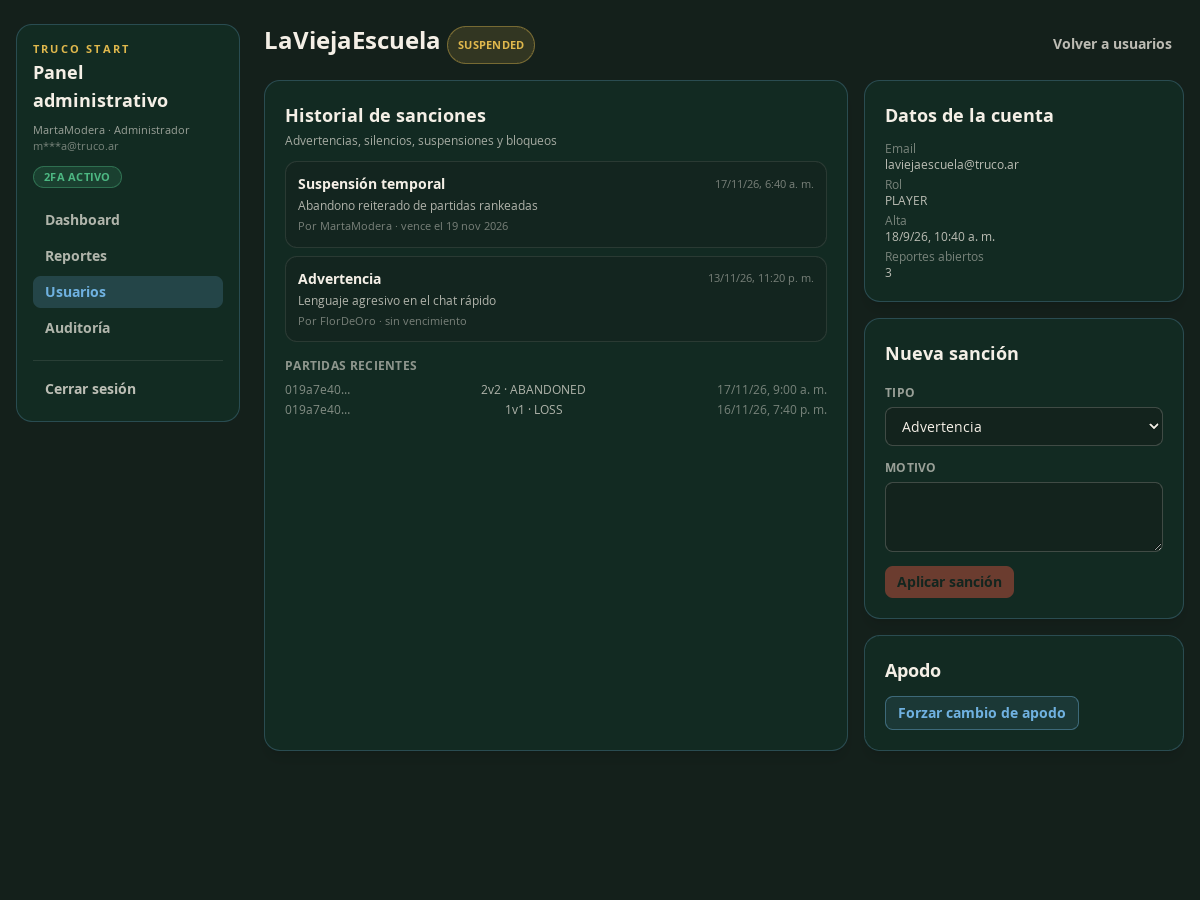 TRUCO START
Panel
administrativo
MartaModera · Administrador
m***a@truco.ar
2FA ACTIVO
Dashboard
Reportes
Usuarios
Auditoría
Cerrar sesión
LaViejaEscuela
SUSPENDED
Volver a usuarios
Historial de sanciones
Advertencias, silencios, suspensiones y bloqueos
Suspensión temporal
17/11/26, 6:40 a. m.
Abandono reiterado de partidas rankeadas
Por MartaModera · vence el 19 nov 2026
Advertencia
13/11/26, 11:20 p. m.
Lenguaje agresivo en el chat rápido
Por FlorDeOro · sin vencimiento
PARTIDAS RECIENTES
019a7e40... 2v2 · ABANDONED 17/11/26, 9:00 a. m.
019a7e40... 1v1 · LOSS 16/11/26, 7:40 p. m.
Datos de la cuenta
Email
laviejaescuela@truco.ar
Rol
PLAYER
Alta
18/9/26, 10:40 a. m.
Reportes abiertos
3
Nueva sanción
TIPO
Advertencia
MOTIVO
Aplicar sanción
Apodo
Forzar cambio de apodo